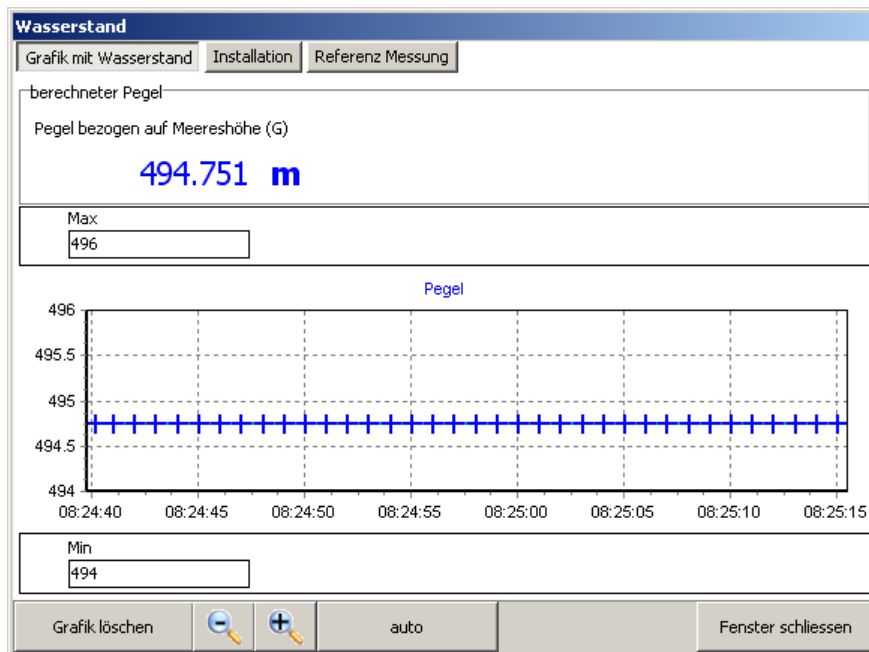 Wasserstand
Grafik mit Wasserstand Installation Referenz Messung
berechneter Pegel
Pegel bezogen auf Meereshöhe (G)
494.751 m
Max
496
Pegel
496
495.5
495
494.5
494
08:24:40 08:24:45 08:24:50 08:24:55 08:25:00 08:25:05 08:25:10 08:25:15
Min
494
Grafik löschen auto Fenster schliessen